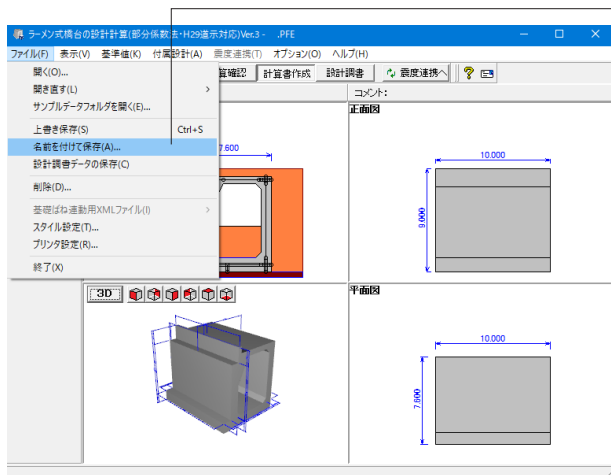 ラーメン式橋台の設計計算(部分係数法・H29道示対応)Ver.3 - .PFE
ファイル(F) 表示(V) 基準値(K) 付属設計(A) 震度連携(T) オプション(O) ヘルプ(H)
算確認 計算書作成 設計調書 震度連携へ
開く(O)...
開き直す(L)
サンプルデータフォルダを開く(E)...
上書き保存(S) Ctrl+S
名前を付けて保存(A)...
設計調書データの保存(C)
削除(D)...
基礎ばね連動用XMLファイル(I)
スタイル設定(T)...
プリンタ設定(R)...
終了(X)
コメント:
7.600
正面図
10.000
9.000
3D
平面図
10.000
7.600